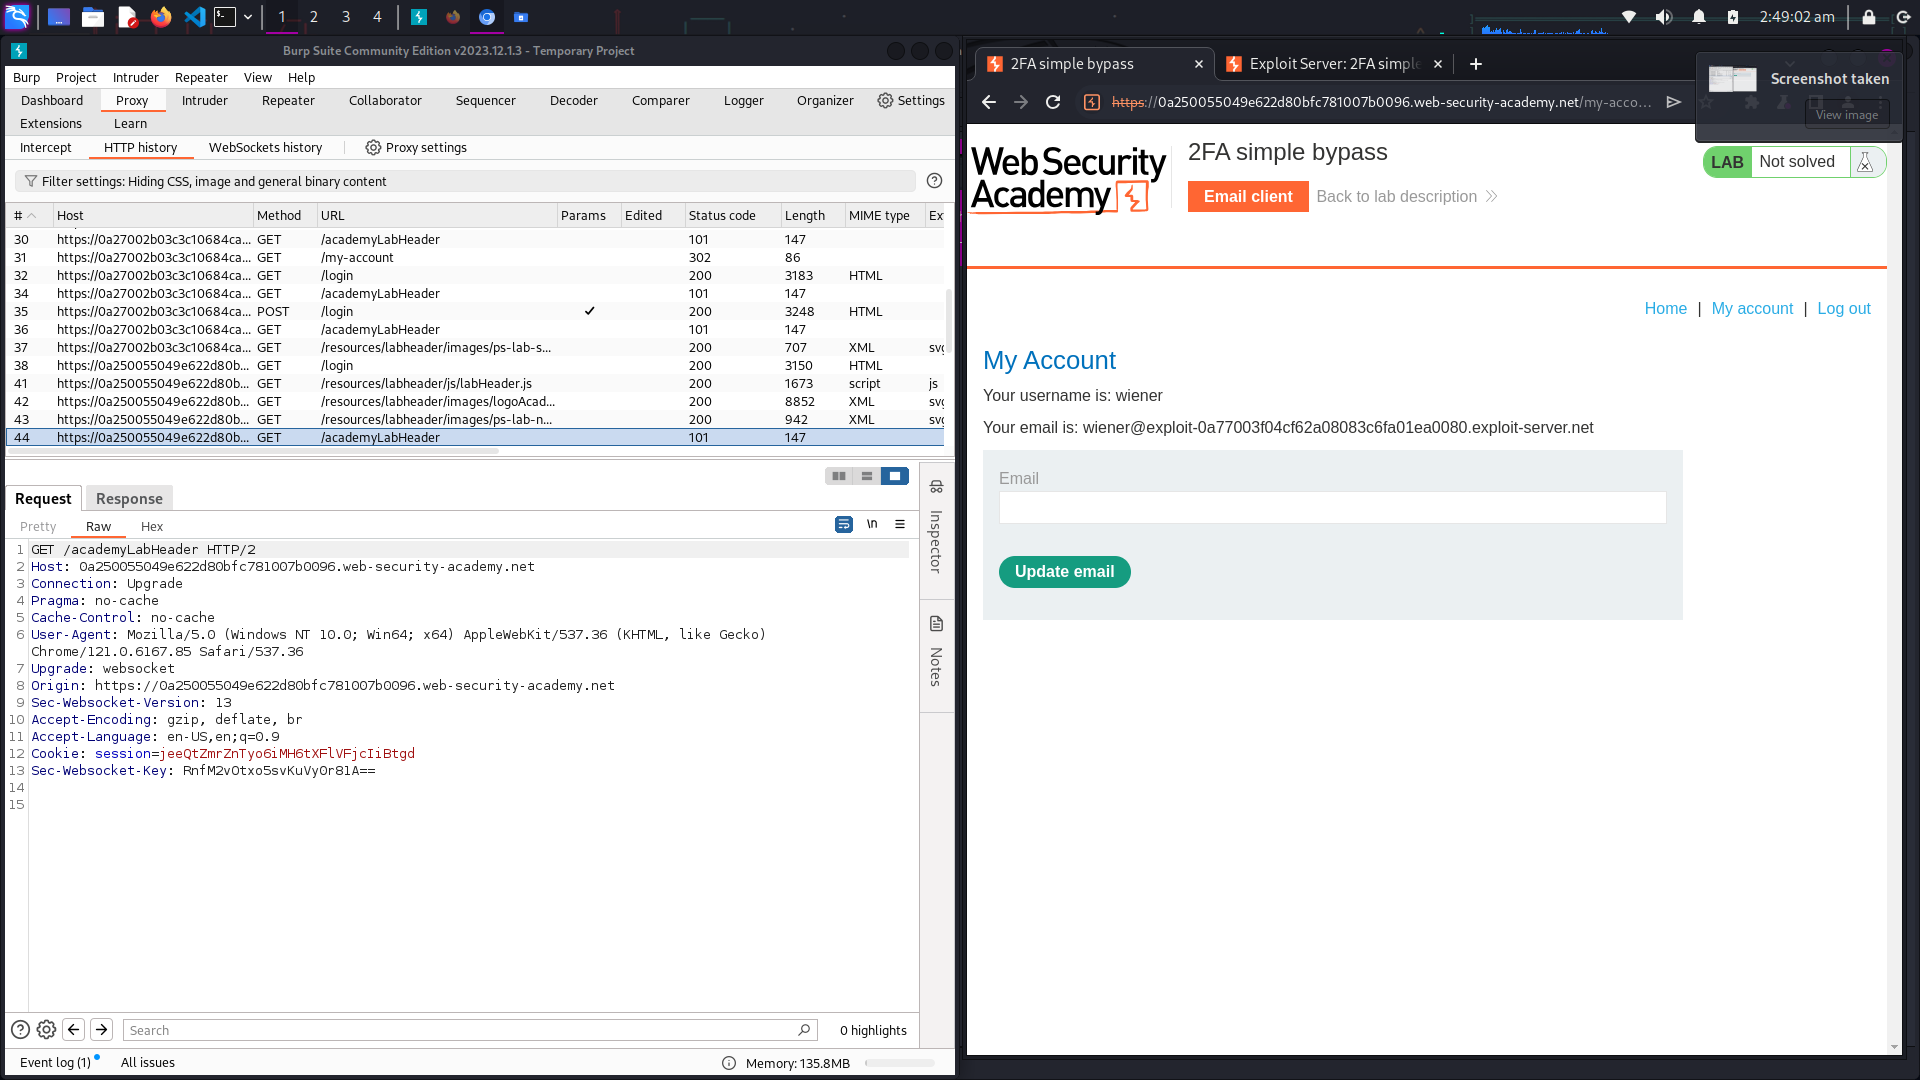 1 2 3 4
2:49:02 am
Burp Suite Community Edition v2023.12.1.3 - Temporary Project
Burp Project Intruder Repeater View Help
Dashboard Proxy Intruder Repeater Collaborator Sequencer Decoder Comparer Logger Organizer Settings
Extensions Learn
Intercept HTTP history WebSockets history Proxy settings
Filter settings: Hiding CSS, image and general binary content
# Host Method URL Params Edited Status code Length MIME type Ex
30 https://0a27002b03c3c10684ca... GET /academyLabHeader 101 147
31 https://0a27002b03c3c10684ca... GET /my-account 302 86
32 https://0a27002b03c3c10684ca... GET /login 200 3183 HTML
34 https://0a27002b03c3c10684ca... GET /academyLabHeader 101 147
35 https://0a27002b03c3c10684ca... POST /login ✓ 200 3248 HTML
36 https://0a27002b03c3c10684ca... GET /academyLabHeader 101 147
37 https://0a27002b03c3c10684ca... GET /resources/labheader/images/ps-lab-s... 200 707 XML svg
38 https://0a250055049e622d80b... GET /login 200 3150 HTML
41 https://0a250055049e622d80b... GET /resources/labheader/js/labHeader.js 200 1673 script js
42 https://0a250055049e622d80b... GET /resources/labheader/images/logoAcad... 200 8852 XML svg
43 https://0a250055049e622d80b... GET /resources/labheader/images/ps-lab-n... 200 942 XML svg
44 https://0a250055049e622d80b... GET /academyLabHeader 101 147
Request Response
Pretty Raw Hex \n
1 GET /academyLabHeader HTTP/2
2 Host: 0a250055049e622d80bfc781007b0096.web-security-academy.net
3 Connection: Upgrade
4 Pragma: no-cache
5 Cache-Control: no-cache
6 User-Agent: Mozilla/5.0 (Windows NT 10.0; Win64; x64) AppleWebKit/537.36 (KHTML, like Gecko)
Chrome/121.0.6167.85 Safari/537.36
7 Upgrade: websocket
8 Origin: https://0a250055049e622d80bfc781007b0096.web-security-academy.net
9 Sec-Websocket-Version: 13
10 Accept-Encoding: gzip, deflate, br
11 Accept-Language: en-US,en;q=0.9
12 Cookie: session=jeeQtZmrZnTyo6iMH6tXFlVFjcIiBtgd
13 Sec-Websocket-Key: RnfM2vOtxo5svKuVy0r81A==
14
15
Inspector
Notes
Search
0 highlights
Event log (1) All issues
Memory: 135.8MB
2FA simple bypass
Exploit Server: 2FA simple
https://0a250055049e622d80bfc781007b0096.web-security-academy.net/my-acco...
Screenshot taken
View image
Web Security
Academy
2FA simple bypass
Email client
Back to lab description
LAB Not solved
Home | My account | Log out
My Account
Your username is: wiener
Your email is: wiener@exploit-0a77003f04cf62a08083c6fa01ea0080.exploit-server.net
Email
Update email